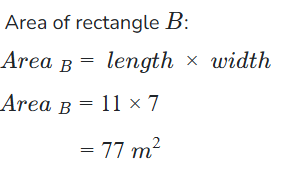 Area of rectangle B:
Area B = length × width
Area B = 11 × 7
= 77 m²